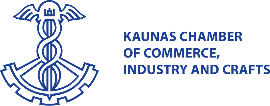 KAUNAS CHAMBER
OF COMMERCE,
INDUSTRY AND CRAFTS